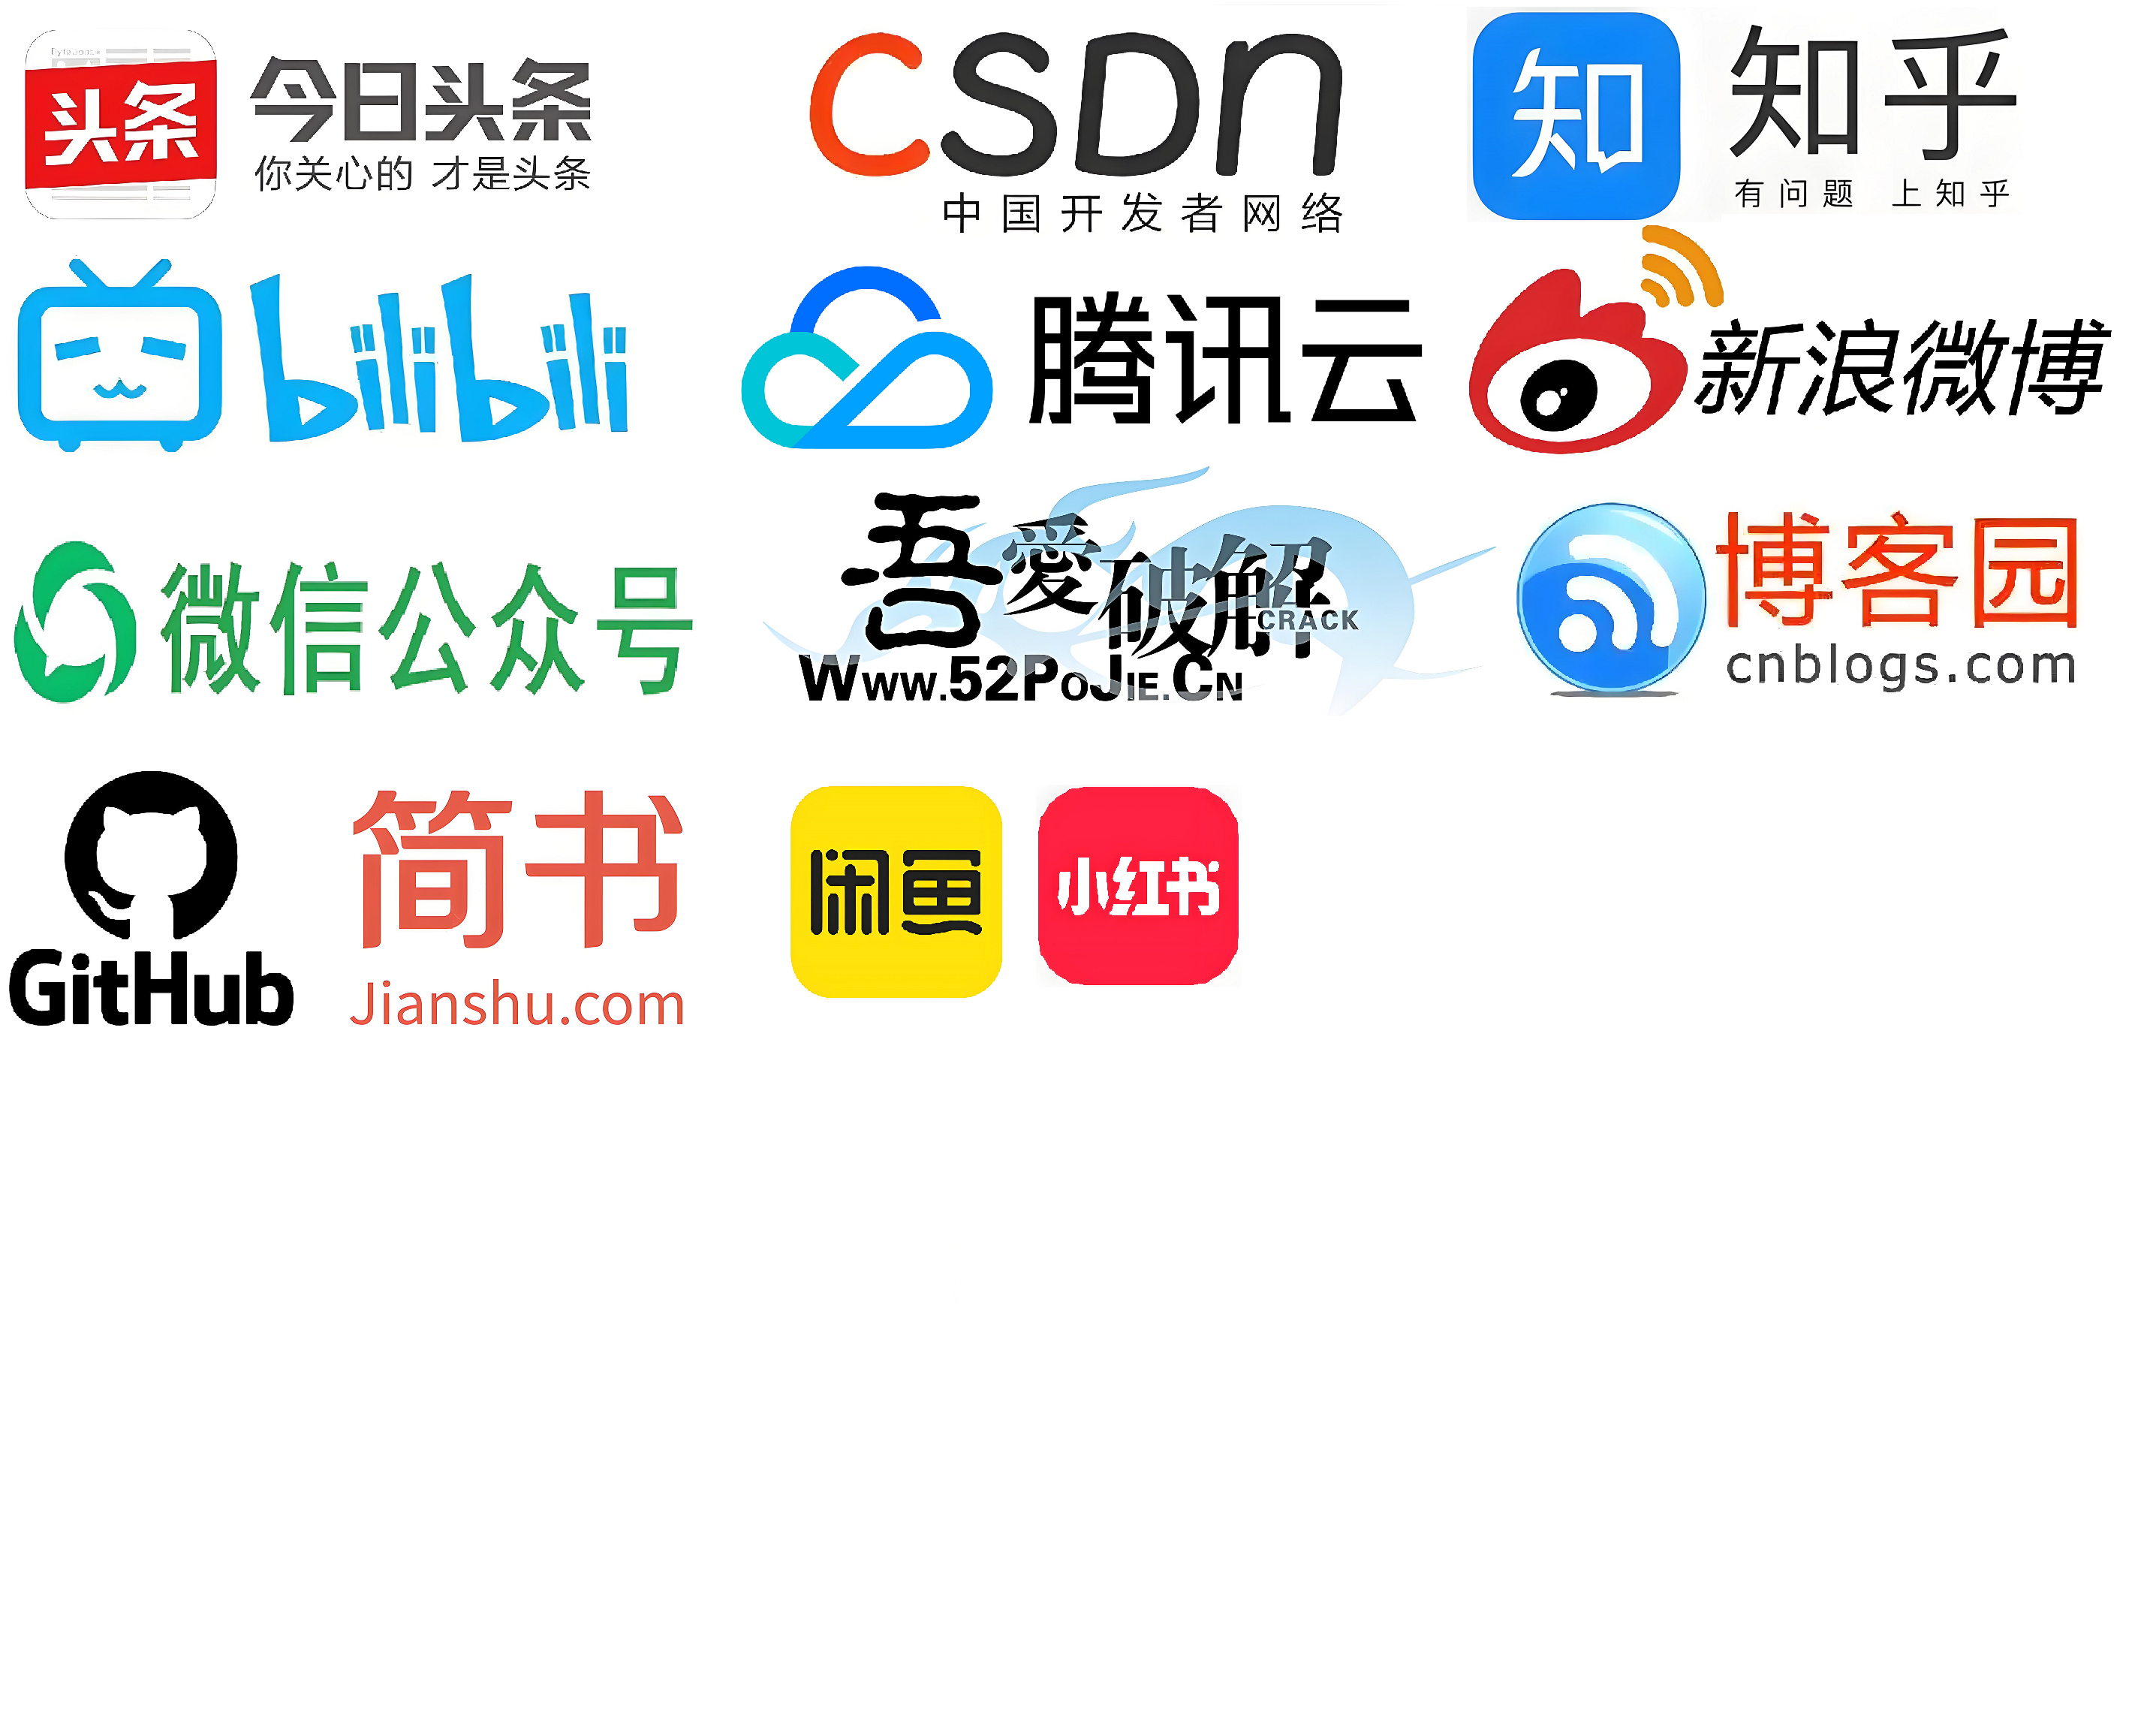 ByteDance
头条
今日头条
你关心的 才是头条
CSDN
中国开发者网络
知
知乎
有问题 上知乎
bilibili
腾讯云
新浪微博
微信公众号
吾愛破解
CRACK
Www.52PoJie.Cn
博客园
cnblogs.com
GitHub
简书
Jianshu.com
闲鱼
小红书